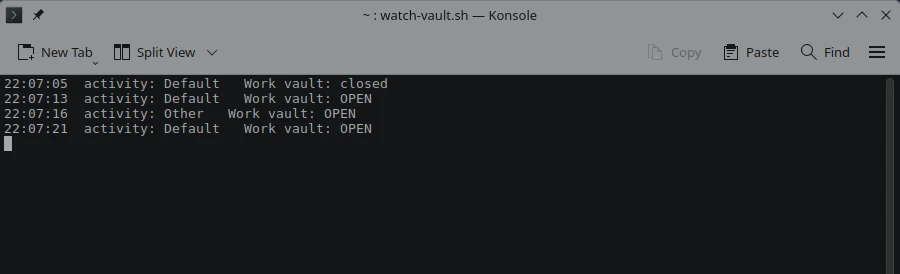 ~ : watch-vault.sh — Konsole
New Tab Split View Copy Paste Find
22:07:05  activity: Default   Work vault: closed
22:07:13  activity: Default   Work vault: OPEN
22:07:16  activity: Other   Work vault: OPEN
22:07:21  activity: Default   Work vault: OPEN